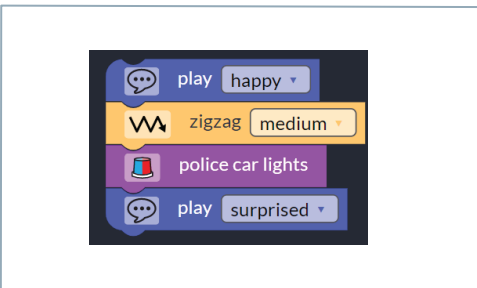 play happy
zigzag medium
police car lights
play surprised